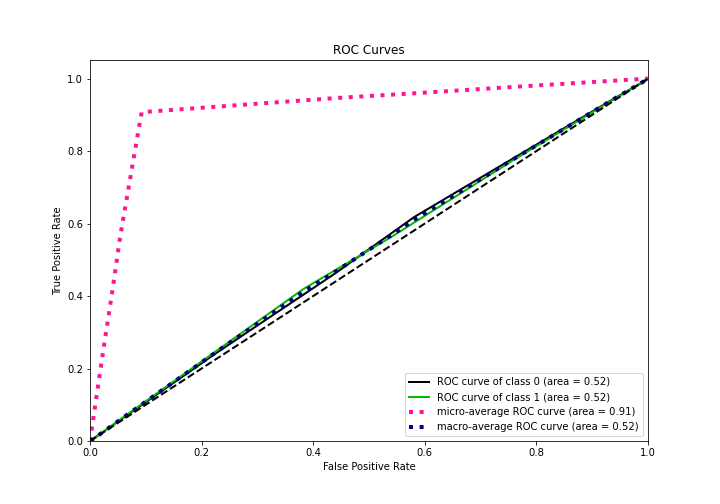 ROC Curves
1.0
0.8
0.6
0.4
0.2
0.0
True Positive Rate
0.0 0.2 0.4 0.6 0.8 1.0
False Positive Rate
ROC curve of class 0 (area = 0.52)
ROC curve of class 1 (area = 0.52)
micro-average ROC curve (area = 0.91)
macro-average ROC curve (area = 0.52)